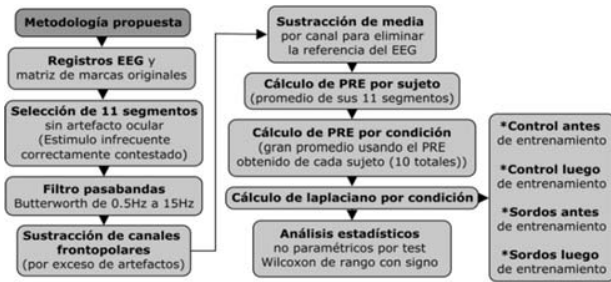 Metodología propuesta
Registros EEG y
matriz de marcas originales
Selección de 11 segmentos
sin artefacto ocular
(Estimulo infrecuente
correctamente contestado)
Filtro pasabandas
Butterworth de 0.5Hz a 15Hz
Sustracción de canales
frontopolares
(por exceso de artefactos)
Sustracción de media
por canal para eliminar
la referencia del EEG
Cálculo de PRE por sujeto
(promedio de sus 11 segmentos)
Cálculo de PRE por condición
(gran promedio usando el PRE
obtenido de cada sujeto (10 totales))
Cálculo de laplaciano por condición
Análisis estadísticos
no paramétricos por test
Wilcoxon de rango con signo
*Control antes
de entrenamiento
*Control luego
de entrenamiento
*Sordos antes
de entrenamiento
*Sordos luego
de entrenamiento